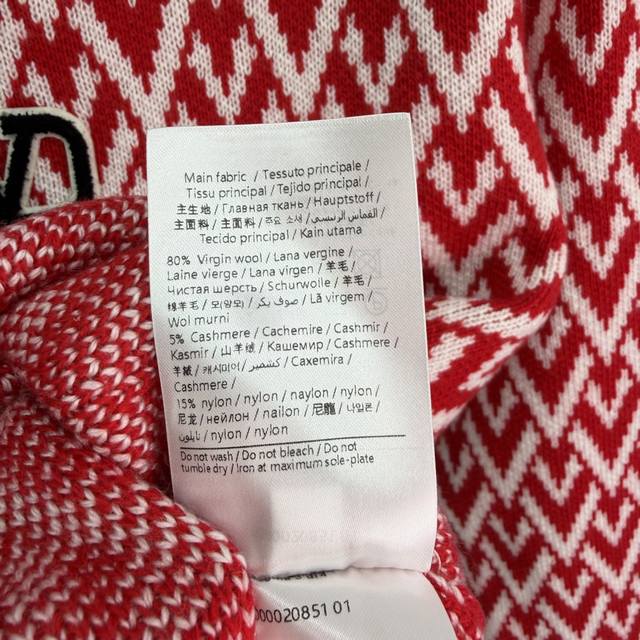 D
Main fabric / Tessuto principale /
Tissu principal / Tejido principal /
主生地 / Главная ткань / Hauptstoff /
主面料 / 主面料 / 주요 소재 / القماس الرئيسي /
Tecido principal / Kain utama
80% Virgin wool / Lana vergine /
Laine vierge / Lana virgen / 羊毛 /
Чистая шерсть / Schurwolle / 羊毛 /
棉羊毛 / 모(양모) / صوف بكر / Lã virgem /
Wol murni
5% Cashmere / Cachemire / Cashmir /
Kasmir / 山羊绒 / Кашемир / Cashmere /
羊絨 / 캐시미어 / كشمير / Caxemira /
Cashmere /
15% nylon / nylon / naylon / nylon /
尼龙 / нейлон / nailon / 尼龍 / 나일론 /
نايلون / nylon / nylon
Do not wash / Do not bleach / Do not
tumble dry / Iron at maximum sole-plate
000020851 01